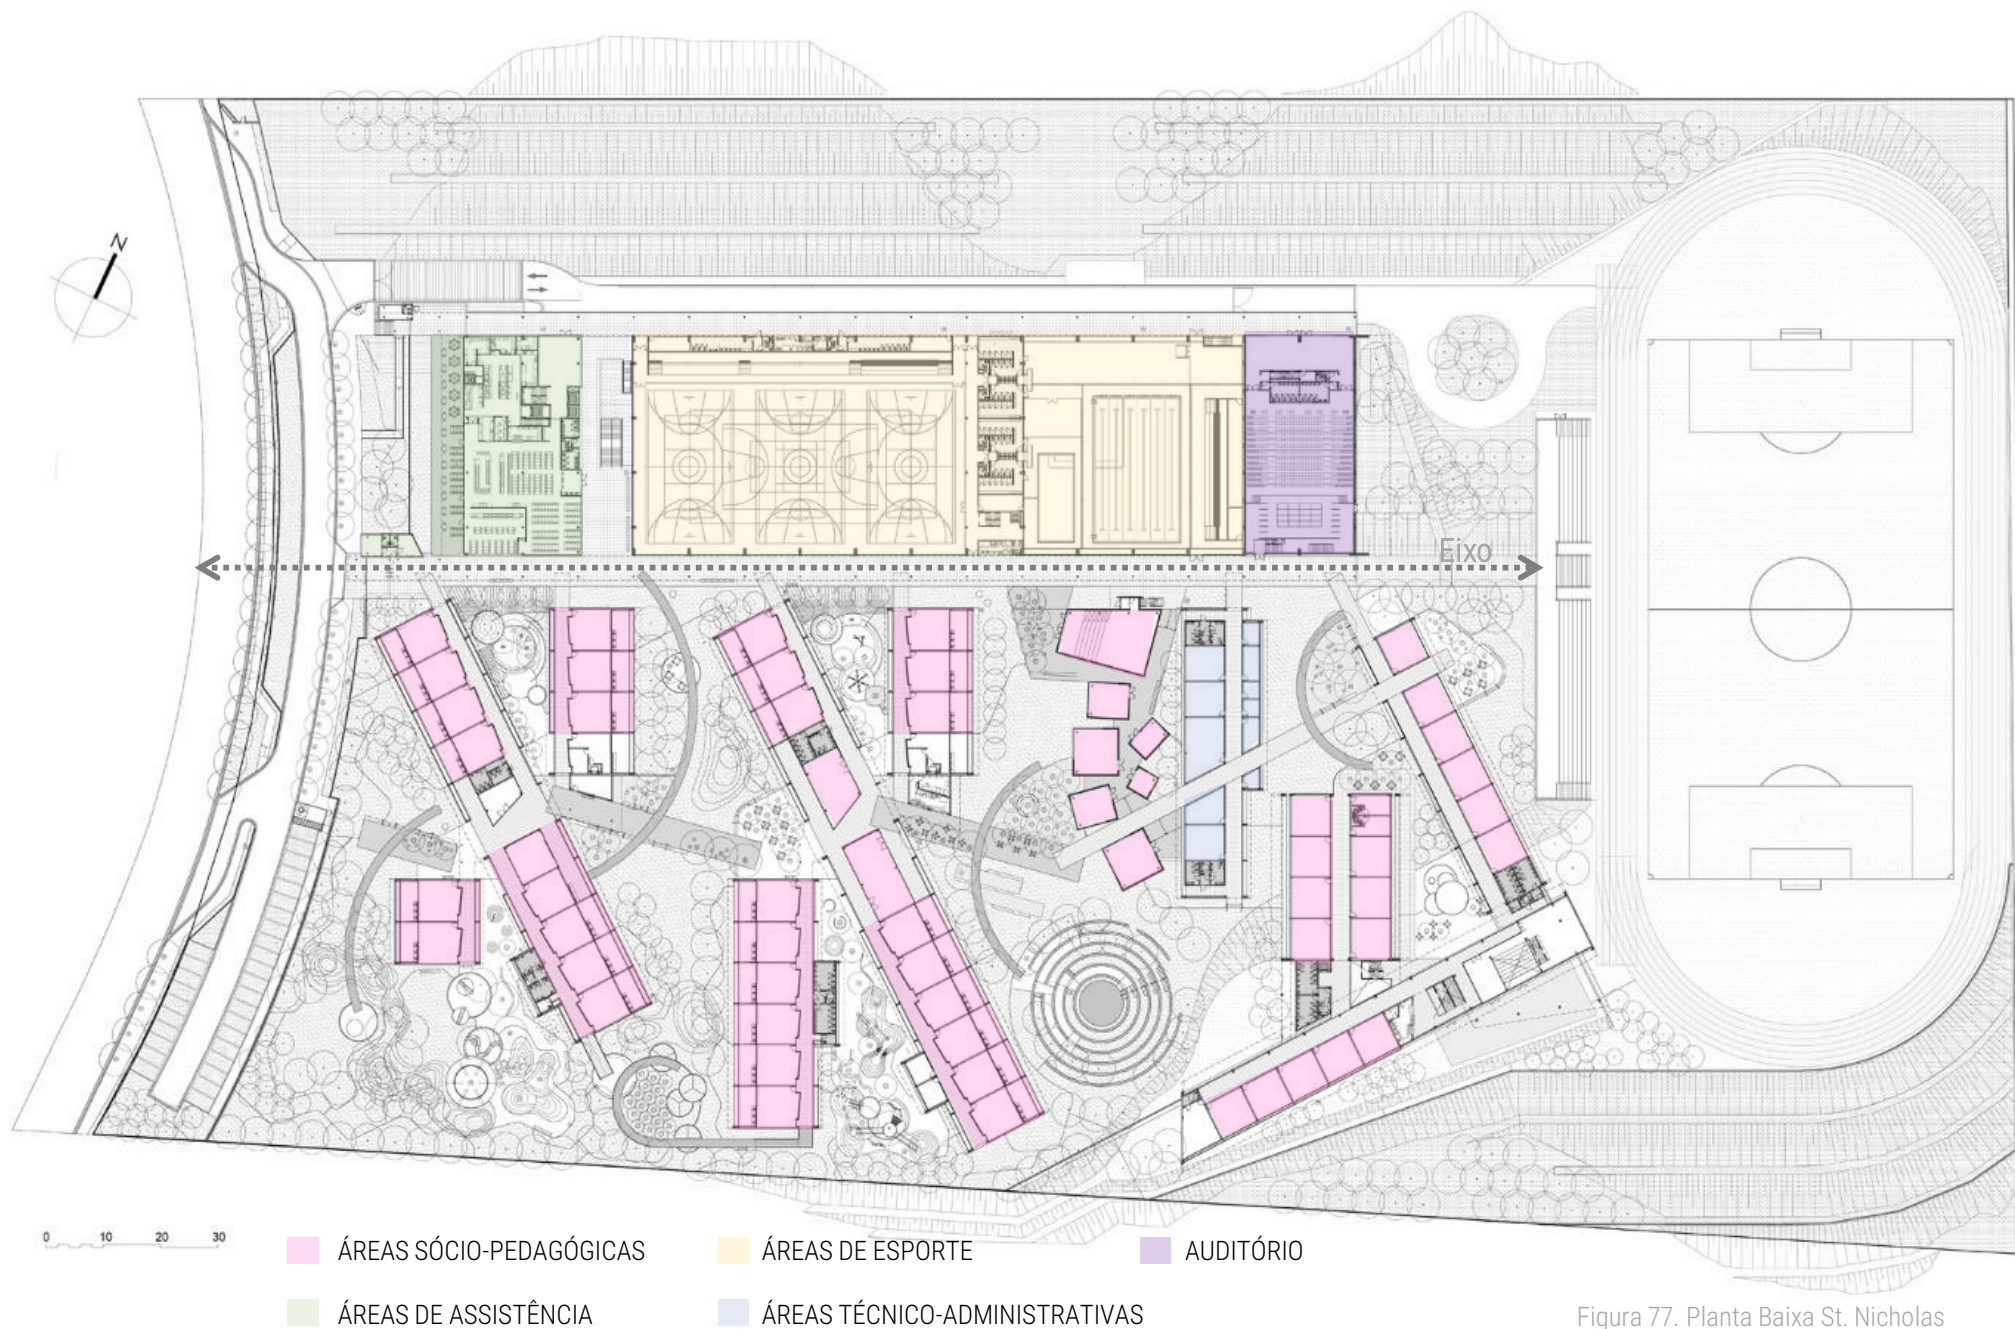 N
Eixo
0 10 20 30
ÁREAS SÓCIO-PEDAGÓGICAS
ÁREAS DE ESPORTE
AUDITÓRIO
ÁREAS DE ASSISTÊNCIA
ÁREAS TÉCNICO-ADMINISTRATIVAS
Figura 77. Planta Baixa St. Nicholas